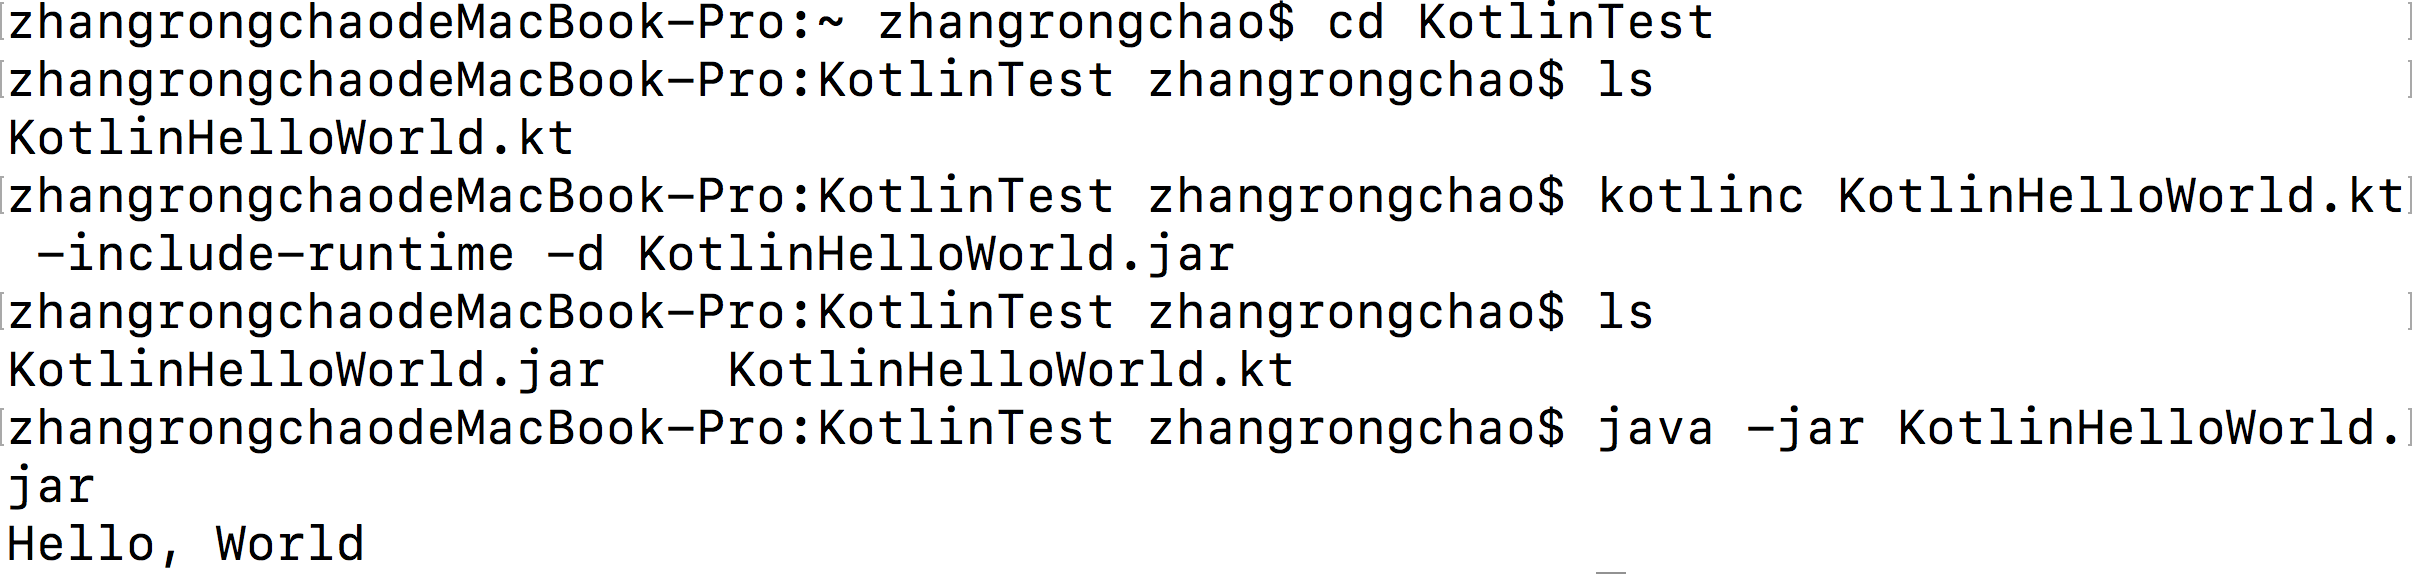 zhangrongchaodeMacBook-Pro:~ zhangrongchao$ cd KotlinTest
zhangrongchaodeMacBook-Pro:KotlinTest zhangrongchao$ ls
KotlinHelloWorld.kt
zhangrongchaodeMacBook-Pro:KotlinTest zhangrongchao$ kotlinc KotlinHelloWorld.kt
 -include-runtime -d KotlinHelloWorld.jar
zhangrongchaodeMacBook-Pro:KotlinTest zhangrongchao$ ls
KotlinHelloWorld.jar    KotlinHelloWorld.kt
zhangrongchaodeMacBook-Pro:KotlinTest zhangrongchao$ java -jar KotlinHelloWorld.
jar
Hello, World